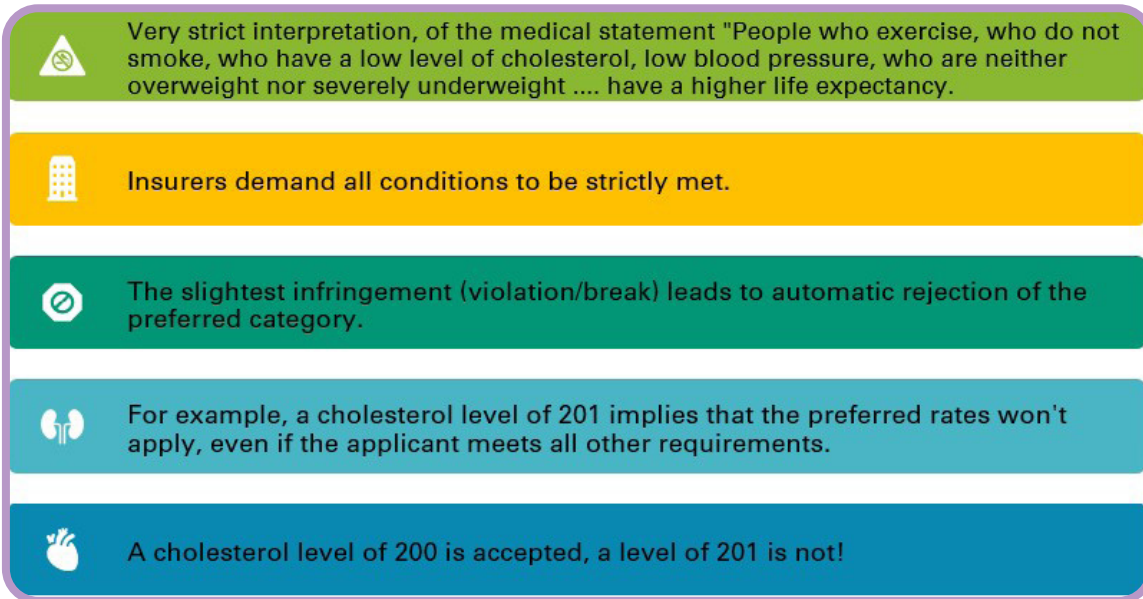 Very strict interpretation, of the medical statement "People who exercise, who do not
smoke, who have a low level of cholesterol, low blood pressure, who are neither
overweight nor severely underweight .... have a higher life expectancy.
Insurers demand all conditions to be strictly met.
The slightest infringement (violation/break) leads to automatic rejection of the
preferred category.
For example, a cholesterol level of 201 implies that the preferred rates won't
apply, even if the applicant meets all other requirements.
A cholesterol level of 200 is accepted, a level of 201 is not!